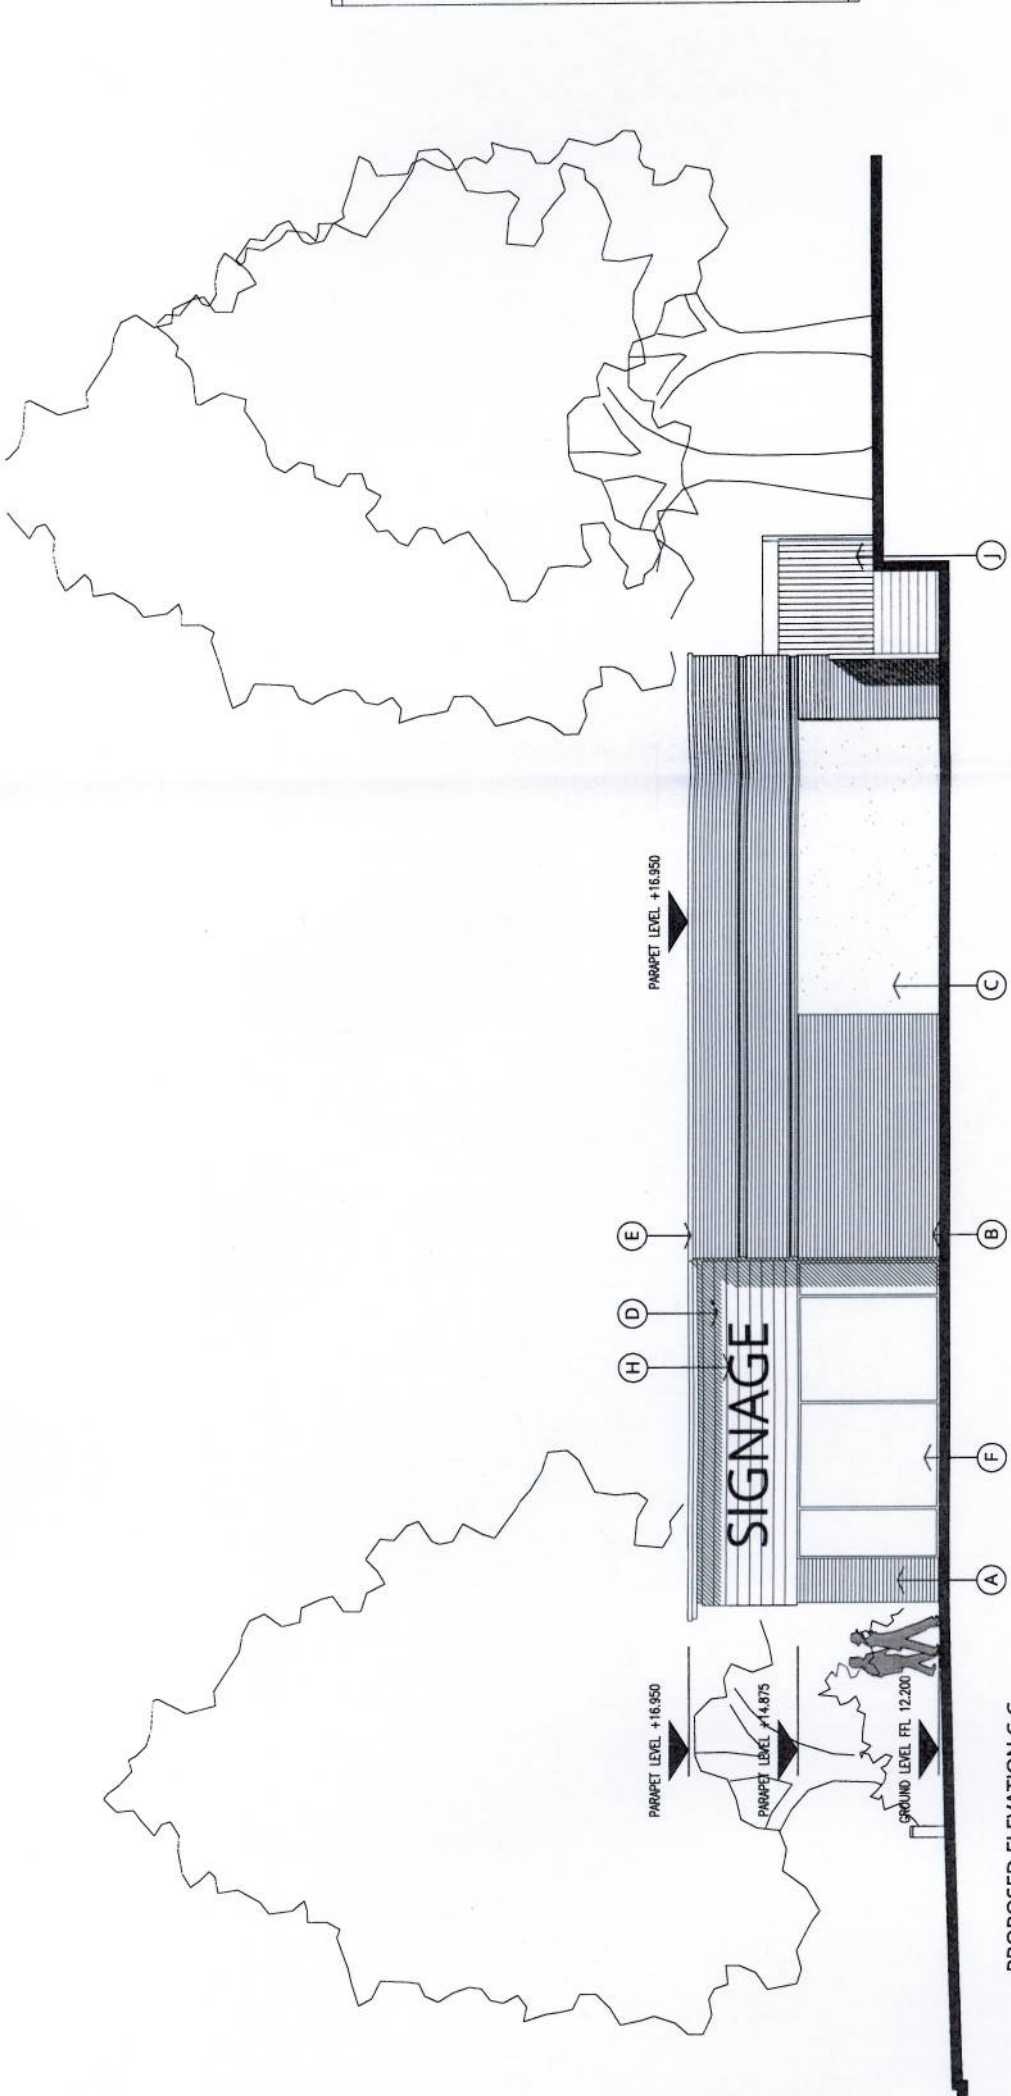 PARAPET LEVEL +16.950
PARAPET LEVEL +16.950
E
D
H
SIGNAGE
PARAPET LEVEL +14.875
GROUND LEVEL FFL 12.200
A
F
B
C
J